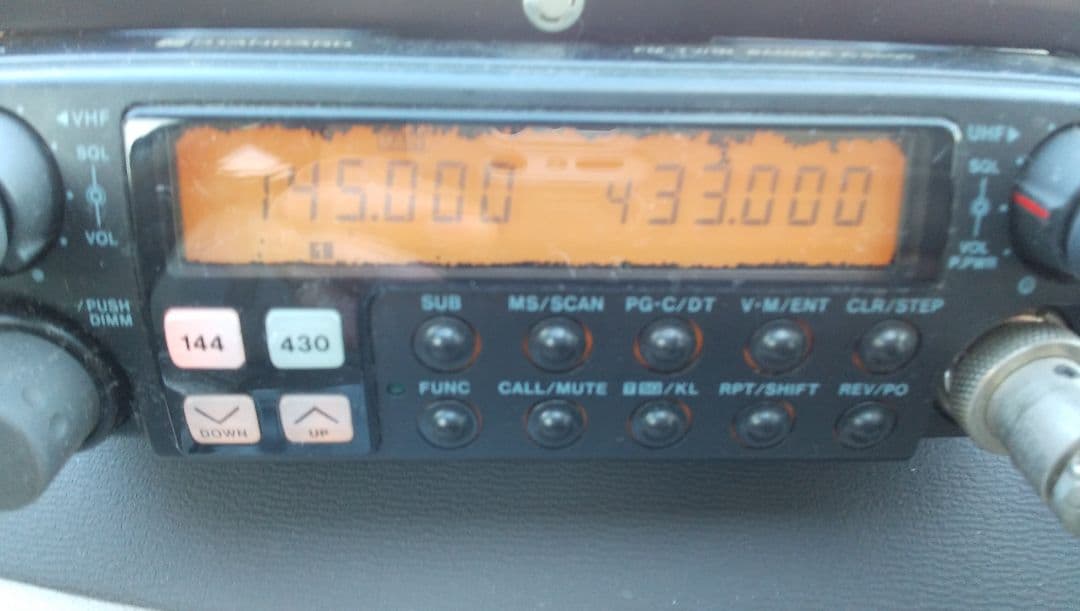 STANDARD
◀VHF
SQL
VOL
145.000 433.000
UHF▶
SQL
VOL
/PUSH
DIMM
144 430
DOWN UP
SUB MS/SCAN PG·C/DT V·M/ENT CLR/STEP
FUNC CALL/MUTE /KL RPT/SHIFT REV/PO